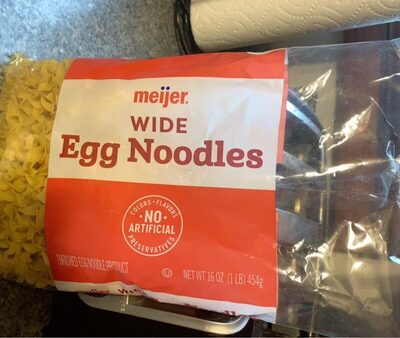 meijer
WIDE
Egg Noodles
COLORS • FLAVORS
• NO •
ARTIFICIAL
PRESERVATIVES
ENRICHED EGG NOODLE PRODUCT
U
NET WT 16 OZ (1 LB) 454g
meijer